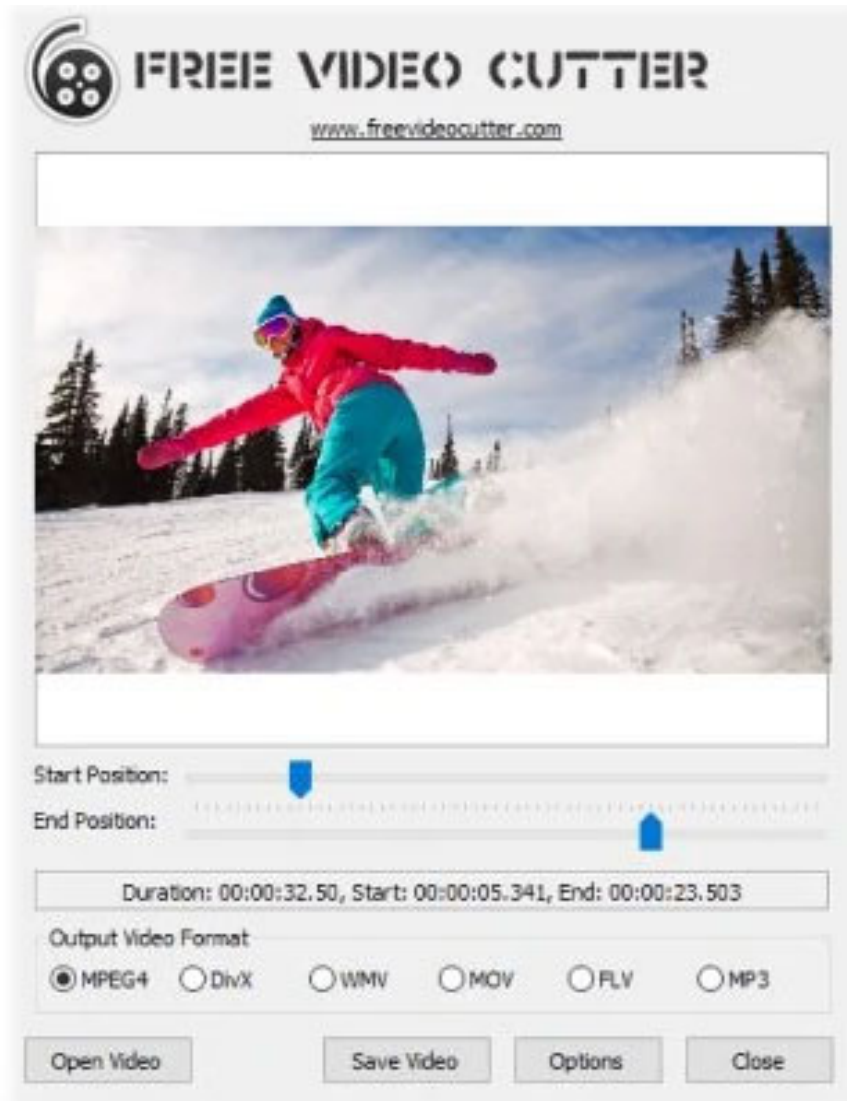 FREE VIDEO CUTTER
www.freevideocutter.com
Start Position:
End Position:
Duration: 00:00:32.50, Start: 00:00:05.341, End: 00:00:23.503
Output Video Format
MPEG4 DivX WMV MOV FLV MP3
Open Video Save Video Options Close